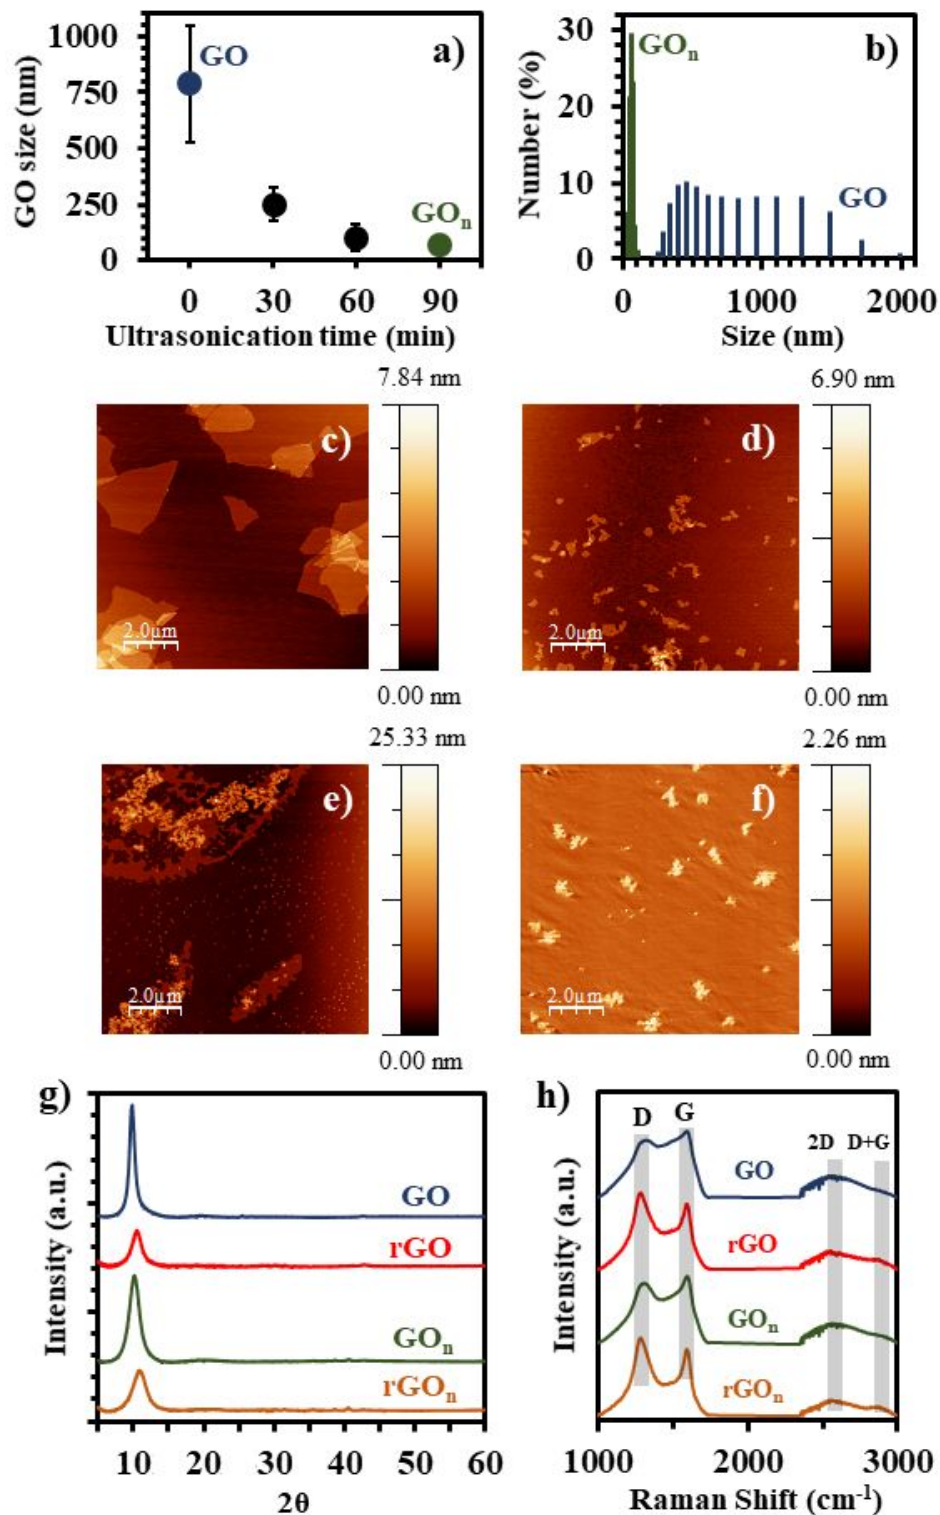 a)
GO size (nm)
1000
750
500
250
0
GO
GOn
0 30 60 90
Ultrasonication time (min)
b)
Number (%)
30
20
10
0
GOn
GO
0 1000 2000
Size (nm)
7.84 nm
c)
2.0µm
0.00 nm
6.90 nm
d)
2.0µm
0.00 nm
25.33 nm
e)
2.0µm
0.00 nm
2.26 nm
f)
2.0µm
0.00 nm
g)
Intensity (a.u.)
GO
rGO
GOn
rGOn
10 20 30 40 50 60
2θ
h)
Intensity (a.u.)
D G 2D D+G
GO
rGO
GOn
rGOn
1000 2000 3000
Raman Shift (cm-1)